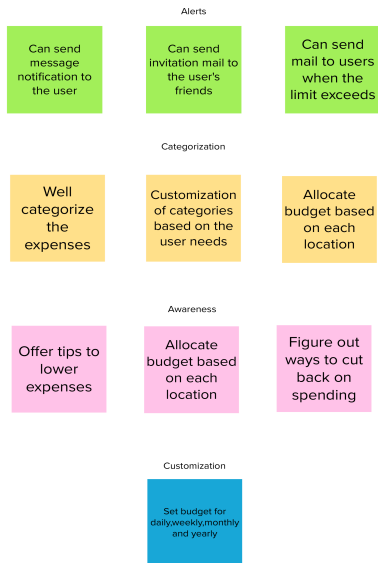 Alerts
Can send
message
notification to
the user
Can send
invitation mail to
the user's
friends
Can send
mail to users
when the
limit exceeds
Categorization
Well
categorize
the
expenses
Customization
of categories
based on the
user needs
Allocate
budget based
on each
location
Awareness
Offer tips to
lower
expenses
Allocate
budget based
on each
location
Figure out
ways to cut
back on
spending
Customization
Set budget for
daily,weekly,monthly
and yearly